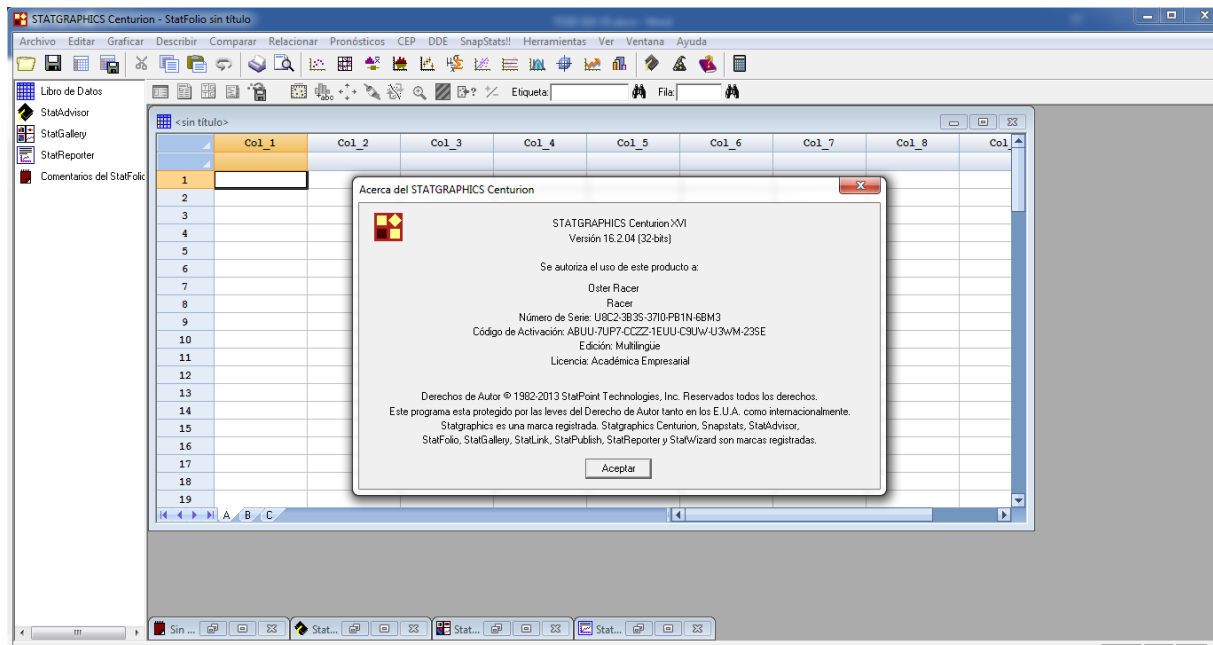 STATGRAPHICS Centurion - StatFolio sin título
Archivo Editar Graficar Describir Comparar Relacionar Pronósticos CEP DDE SnapStats!! Herramientas Ver Ventana Ayuda
Etiqueta: Fila:
Libro de Datos
StatAdvisor
StatGallery
StatReporter
Comentarios del StatFolio
<sin título>
Col_1 Col_2 Col_3 Col_4 Col_5 Col_6 Col_7 Col_8 Col_
1
2
3
4
5
6
7
8
9
10
11
12
13
14
15
16
17
18
19
A B C
Acerca del STATGRAPHICS Centurion
STATGRAPHICS Centurion XVI
Versión 16.2.04 (32-bits)
Se autoriza el uso de este producto a:
Oster Racer
Racer
Número de Serie: U8C2-3B3S-37I0-PB1N-6BM3
Código de Activación: ABUU-7UP7-CCZZ-1EUU-C9UW-U3WM-23SE
Edición: Multilingüe
Licencia: Académica Empresarial
Derechos de Autor © 1982-2013 StatPoint Technologies, Inc. Reservados todos los derechos.
Este programa esta protegido por las leves del Derecho de Autor tanto en los E.U.A. como internacionalmente.
Statgraphics es una marca registrada. Statgraphics Centurion, Snapstats, StatAdvisor,
StatFolio, StatGallery, StatLink, StatPublish, StatReporter y StatWizard son marcas registradas.
Aceptar
Sin ... Stat... Stat... Stat...